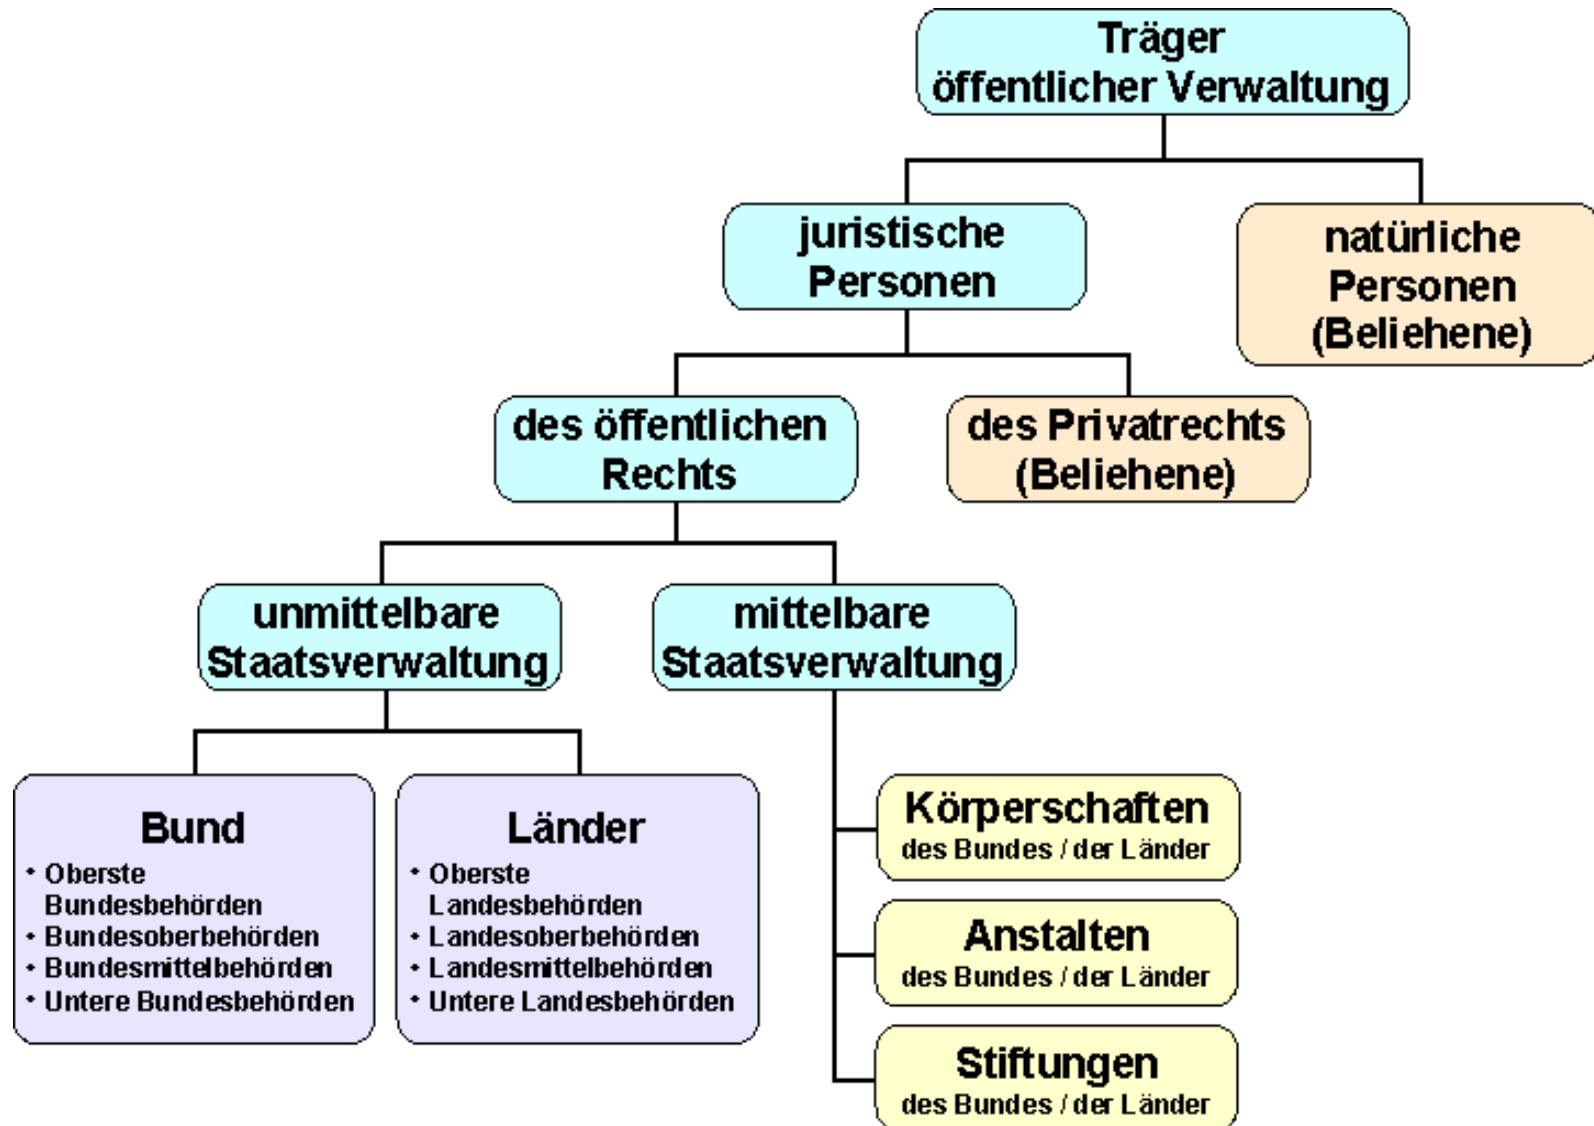 Träger
öffentlicher Verwaltung
juristische
Personen
natürliche
Personen
(Beliehene)
des öffentlichen
Rechts
des Privatrechts
(Beliehene)
unmittelbare
Staatsverwaltung
mittelbare
Staatsverwaltung
Bund
• Oberste
Bundesbehörden
• Bundesoberbehörden
• Bundesmittelbehörden
• Untere Bundesbehörden
Länder
• Oberste
Landesbehörden
• Landesoberbehörden
• Landesmittelbehörden
• Untere Landesbehörden
Körperschaften
des Bundes / der Länder
Anstalten
des Bundes / der Länder
Stiftungen
des Bundes / der Länder